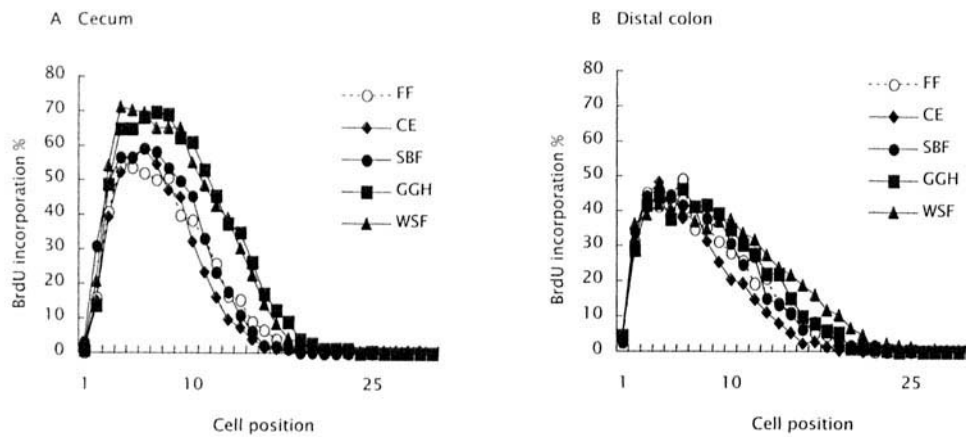 A Cecum
80
70
60
50
40
30
20
10
0
BrdU incorporation %
1
10
25
Cell position
FF
CE
SBF
GGH
WSF
B Distal colon
80
70
60
50
40
30
20
10
0
BrdU incorporation %
1
10
25
Cell position
FF
CE
SBF
GGH
WSF